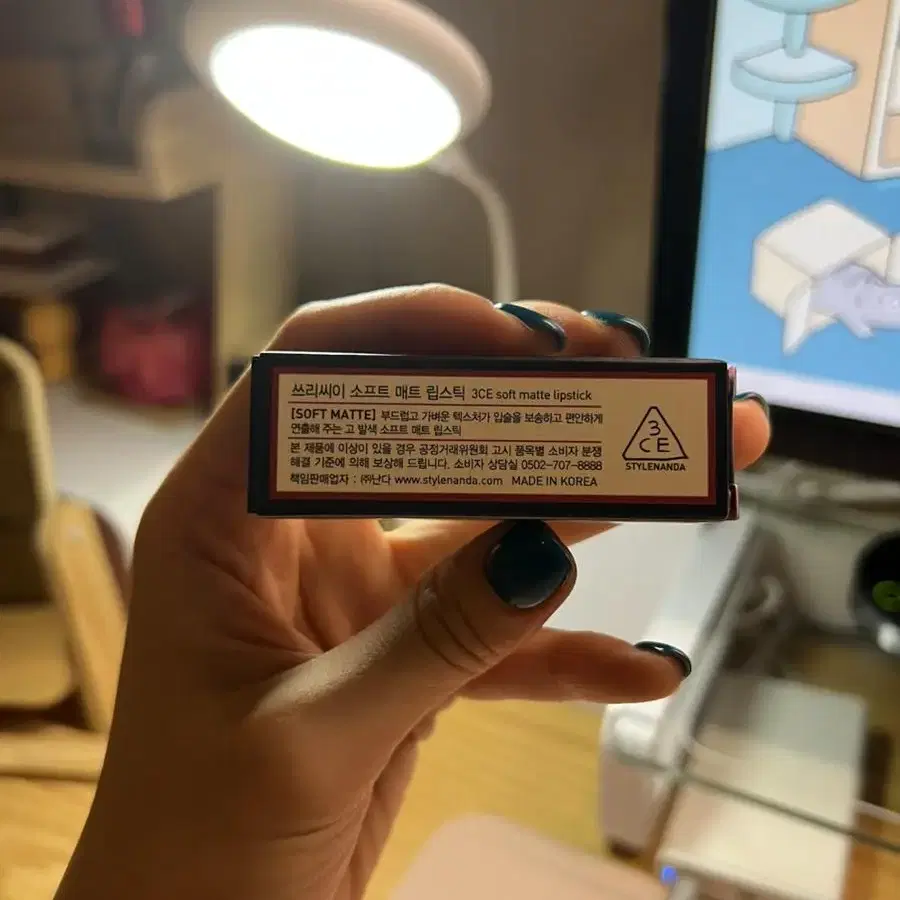 쓰리씨이 소프트 매트 립스틱 3CE soft matte lipstick
[SOFT MATTE] 부드럽고 가벼운 텍스처가 입술을 보송하고 편안하게
연출해 주는 고 발색 소프트 매트 립스틱
본 제품에 이상이 있을 경우 공정거래위원회 고시 품목별 소비자 분쟁
해결 기준에 의해 보상해 드립니다. 소비자 상담실 0502-707-8888
책임판매업자 : ㈜난다 www.stylenanda.com MADE IN KOREA
3
CE
STYLENANDA